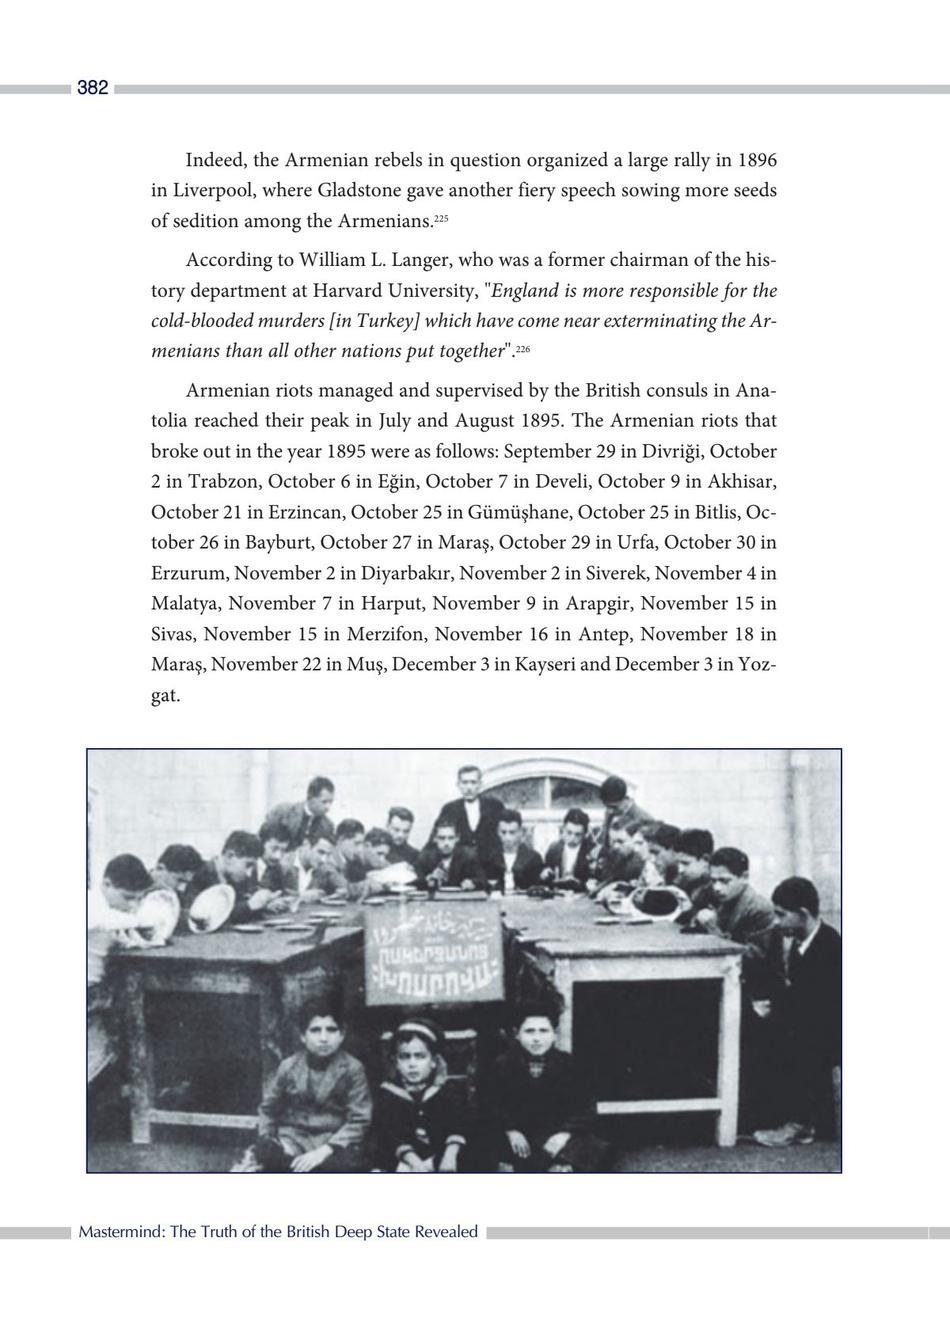 382
Indeed, the Armenian rebels in question organized a large rally in 1896
in Liverpool, where Gladstone gave another fiery speech sowing more seeds
of sedition among the Armenians.225
According to William L. Langer, who was a former chairman of the his-
tory department at Harvard University, "England is more responsible for the
cold-blooded murders [in Turkey] which have come near exterminating the Ar-
menians than all other nations put together".226
Armenian riots managed and supervised by the British consuls in Ana-
tolia reached their peak in July and August 1895. The Armenian riots that
broke out in the year 1895 were as follows: September 29 in Divriği, October
2 in Trabzon, October 6 in Eğin, October 7 in Develi, October 9 in Akhisar,
October 21 in Erzincan, October 25 in Gümüşhane, October 25 in Bitlis, Oc-
tober 26 in Bayburt, October 27 in Maraş, October 29 in Urfa, October 30 in
Erzurum, November 2 in Diyarbakır, November 2 in Siverek, November 4 in
Malatya, November 7 in Harput, November 9 in Arapgir, November 15 in
Sivas, November 15 in Merzifon, November 16 in Antep, November 18 in
Maraş, November 22 in Muş, December 3 in Kayseri and December 3 in Yoz-
gat.
Mastermind: The Truth of the British Deep State Revealed